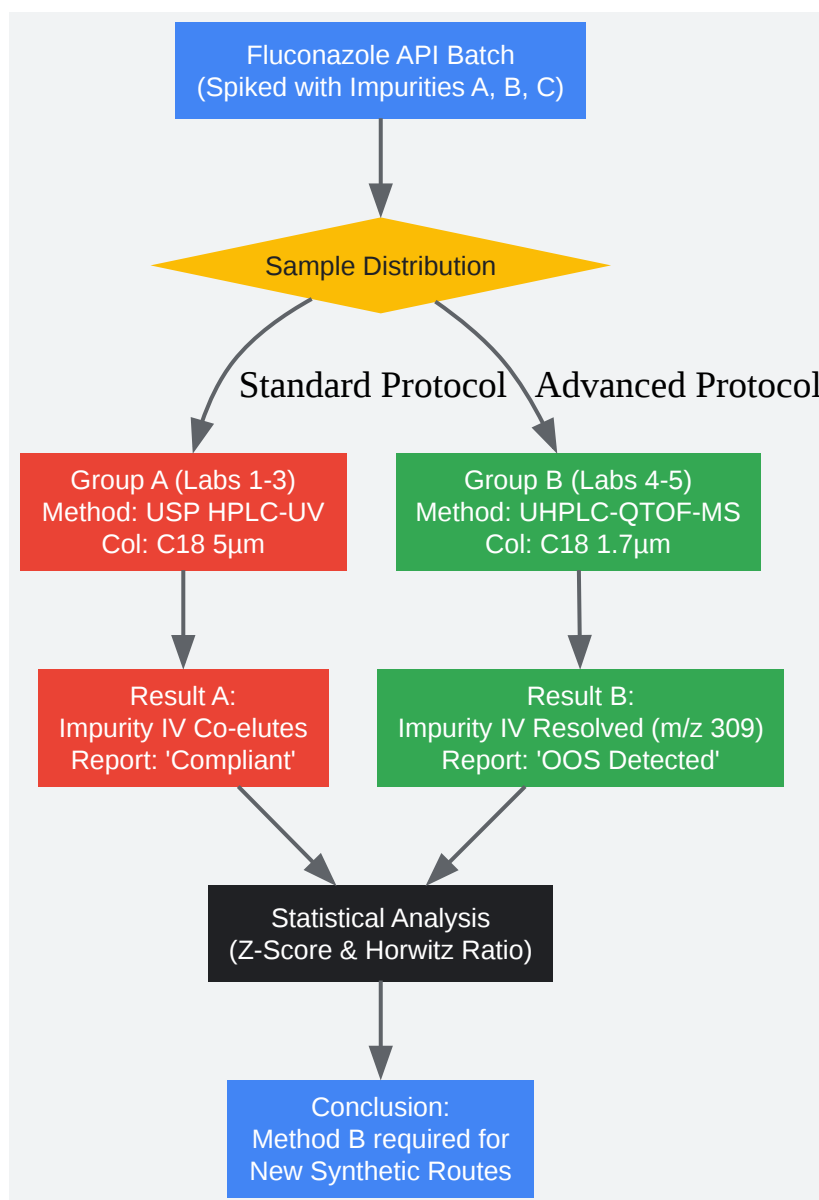 Fluconazole API Batch
(Spiked with Impurities A, B, C)
Sample Distribution
Standard Protocol
Advanced Protocol
Group A (Labs 1-3)
Method: USP HPLC-UV
Col: C18 5µm
Group B (Labs 4-5)
Method: UHPLC-QTOF-MS
Col: C18 1.7µm
Result A:
Impurity IV Co-elutes
Report: 'Compliant'
Result B:
Impurity IV Resolved (m/z 309)
Report: 'OOS Detected'
Statistical Analysis
(Z-Score & Horwitz Ratio)
Conclusion:
Method B required for
New Synthetic Routes